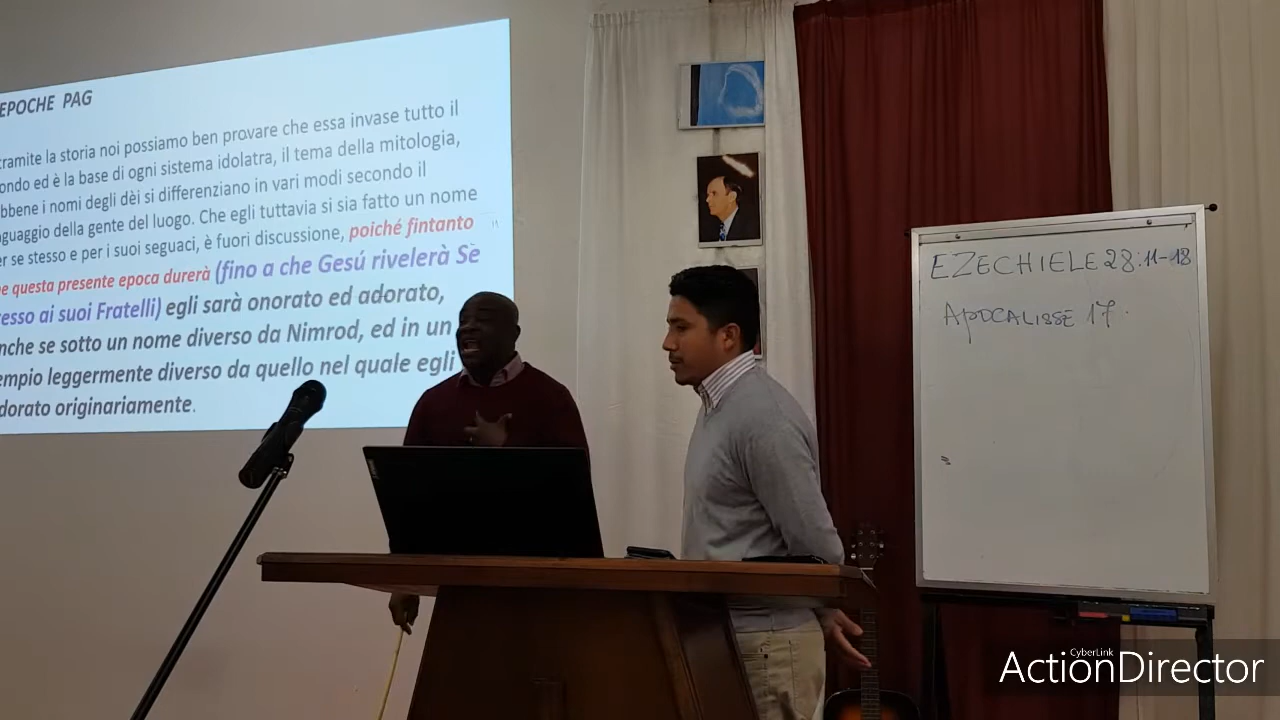 EPOCHE PAG
tramite la storia noi possiamo ben provare che essa invase tutto il
ondo ed è la base di ogni sistema idolatra, il tema della mitologia,
bbene i nomi degli dèi si differenziano in vari modi secondo il
nguaggio della gente del luogo. Che egli tuttavia si sia fatto un nome
er se stesso e per i suoi seguaci, è fuori discussione, poiché fintanto
e questa presente epoca durerà (fino a che Gesú rivelerà Se
esso ai suoi Fratelli) egli sarà onorato ed adorato,
nche se sotto un nome diverso da Nimrod, ed in un
empio leggermente diverso da quello nel quale egli
dorato originariamente.
EZECHIELE 28:11-18
APOCALISSE 17.
CyberLink
ActionDirector